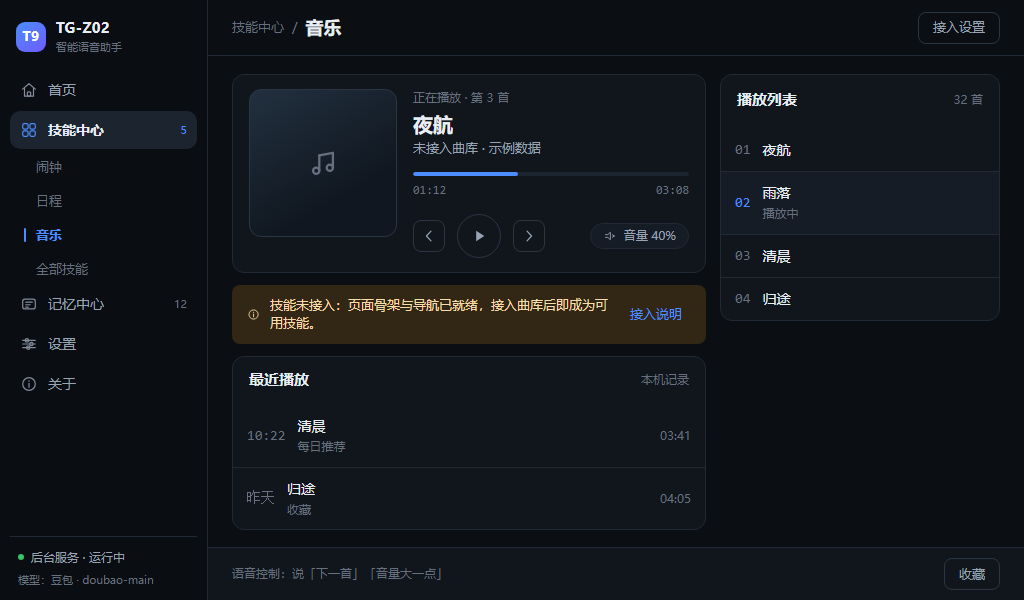 T9
TG-Z02
智能语音助手
首页
技能中心 5
闹钟
日程
音乐
全部技能
记忆中心 12
设置
关于
后台服务 · 运行中
模型：豆包 · doubao-main
技能中心 / 音乐
接入设置
正在播放 · 第 3 首
夜航
未接入曲库 · 示例数据
01:12 03:08
音量 40%
技能未接入：页面骨架与导航已就绪，接入曲库后即成为可
用技能。
接入说明
最近播放 本机记录
10:22 清晨 03:41
每日推荐
昨天 归途 04:05
收藏
播放列表 32 首
01 夜航
02 雨落
播放中
03 清晨
04 归途
语音控制：说「下一首」「音量大一点」
收藏